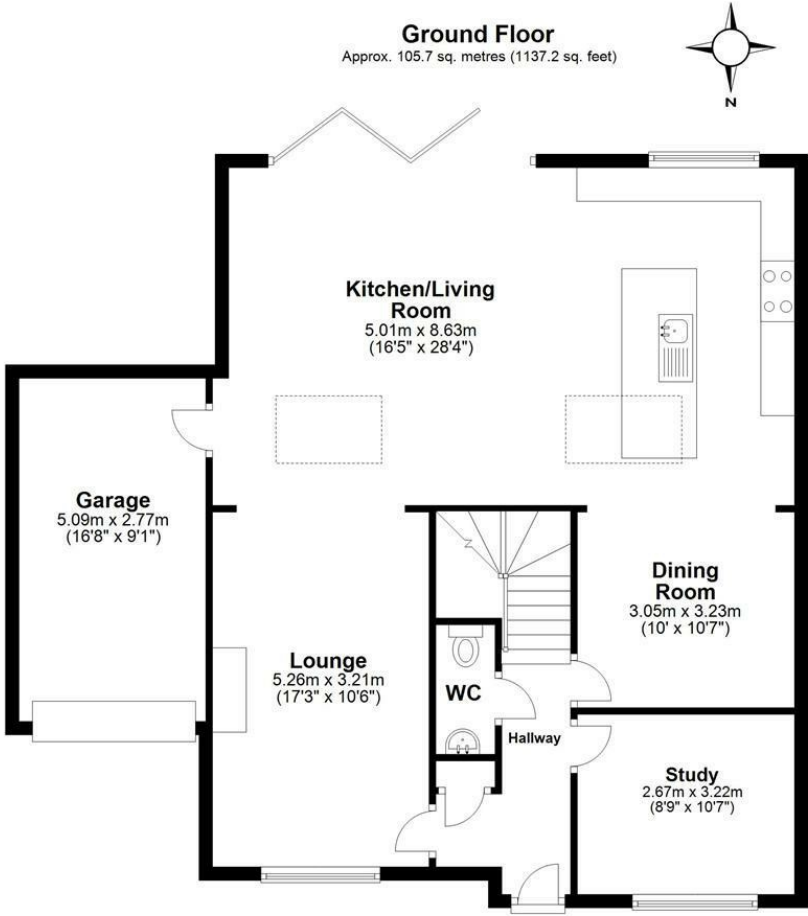 Ground Floor
Approx. 105.7 sq. metres (1137.2 sq. feet)
N
Kitchen/Living
Room
5.01m x 8.63m
(16'5" x 28'4")
Garage
5.09m x 2.77m
(16'8" x 9'1")
Dining
Room
3.05m x 3.23m
(10' x 10'7")
Lounge
5.26m x 3.21m
(17'3" x 10'6")
WC
Hallway
Study
2.67m x 3.22m
(8'9" x 10'7")